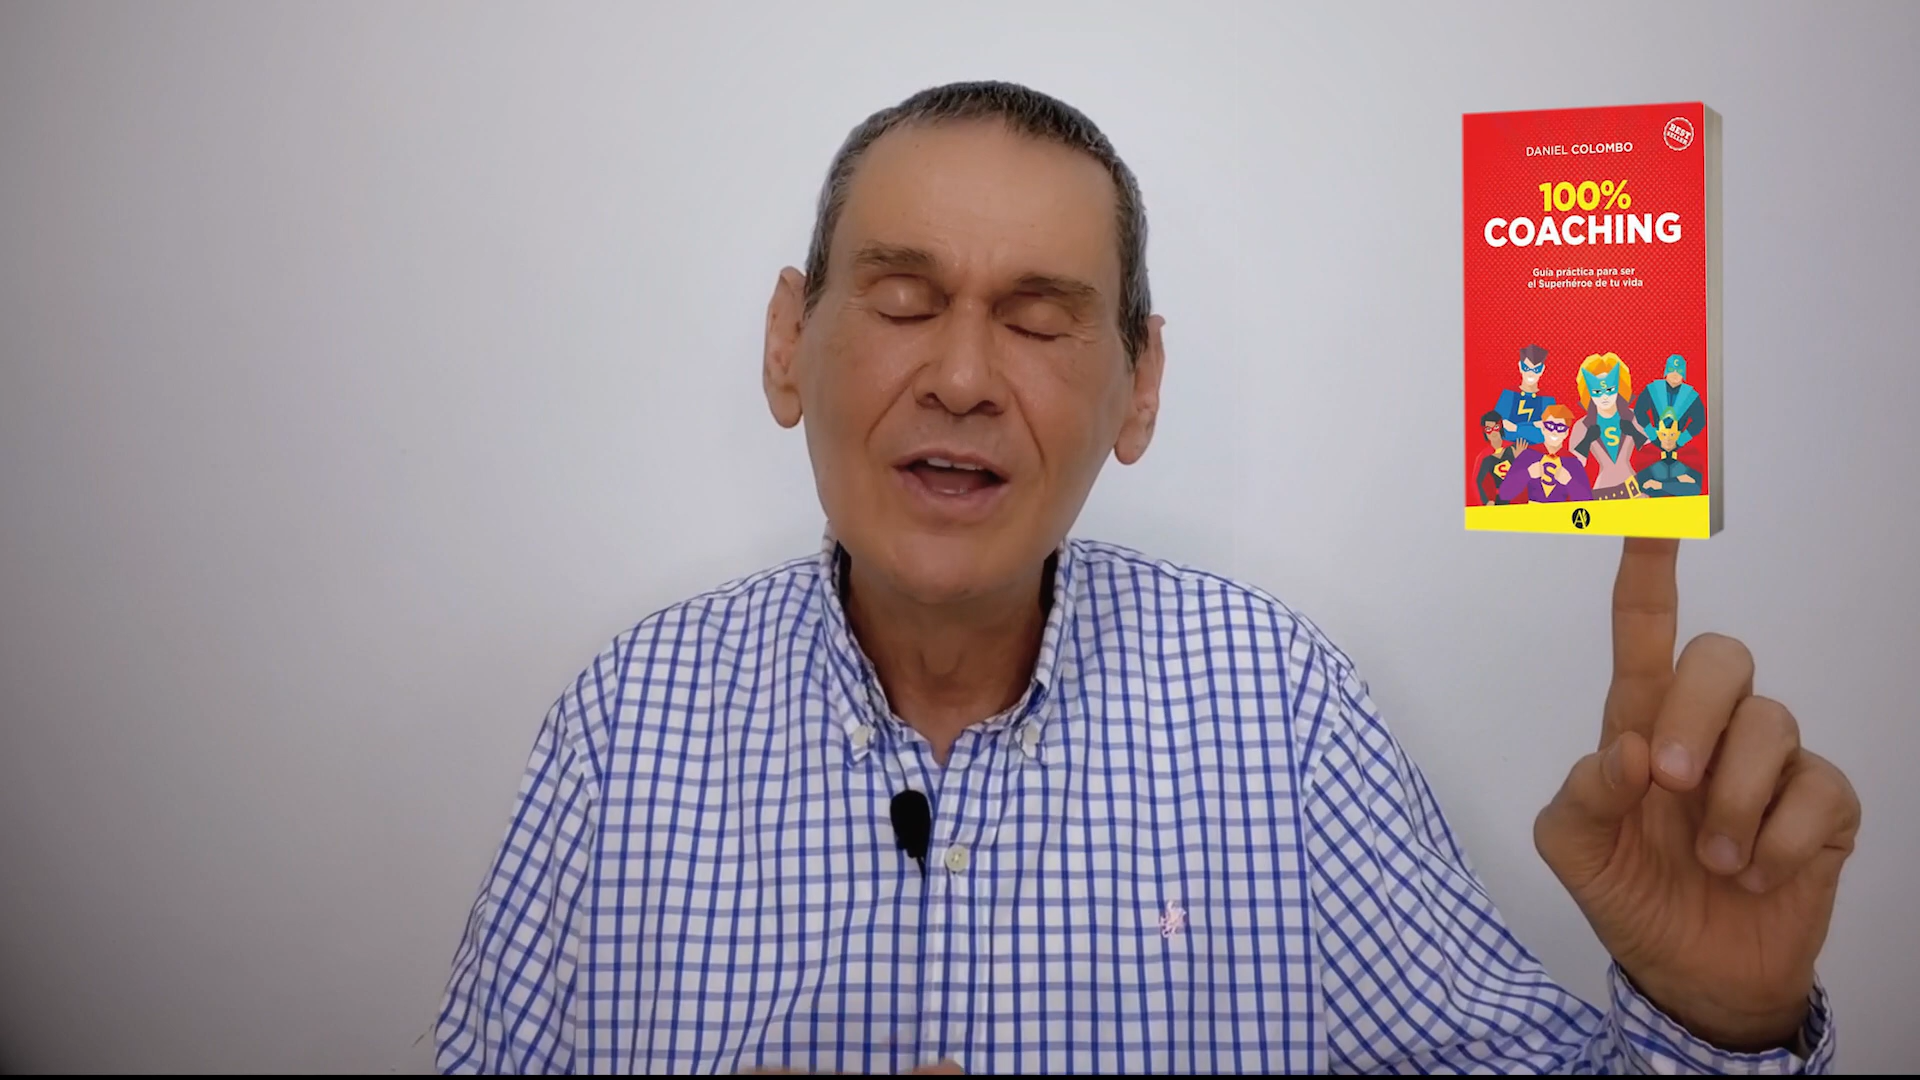 BEST
SELLER
DANIEL COLOMBO
100%
COACHING
Guía práctica para ser
el Superhéroe de tu vida